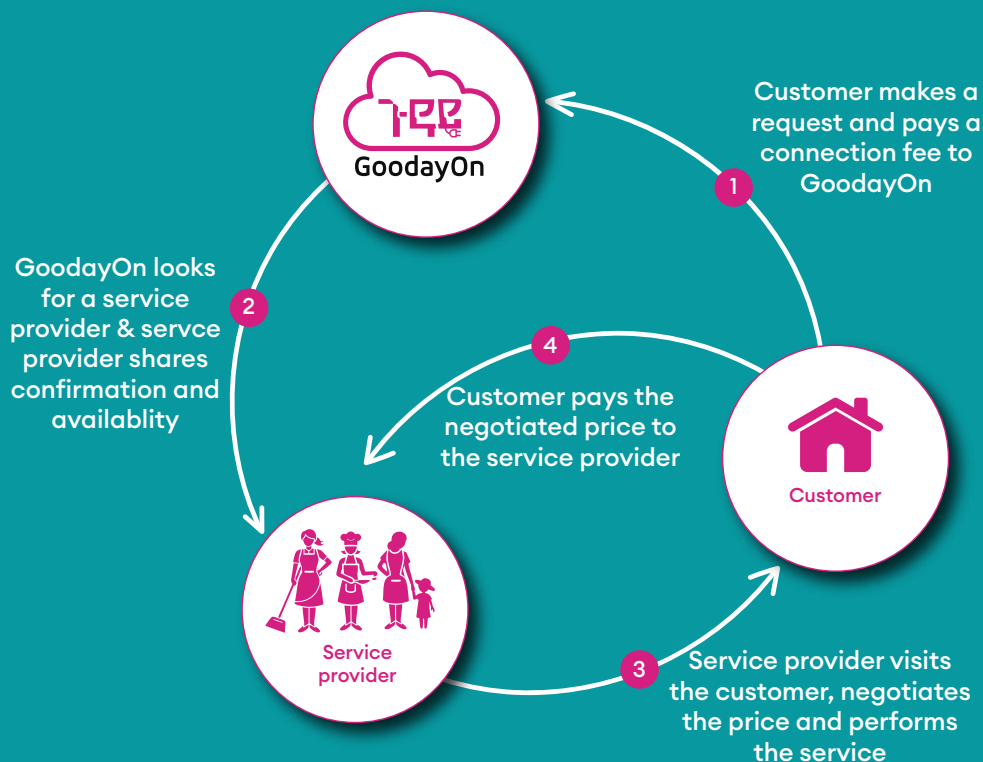 GoodayOn
Customer makes a
request and pays a
connection fee to
GoodayOn
1
GoodayOn looks
for a service
provider & servce
provider shares
confirmation and
availablity
2
4
Customer pays the
negotiated price to
the service provider
Customer
Service
provider
3
Service provider visits
the customer, negotiates
the price and performs
the service